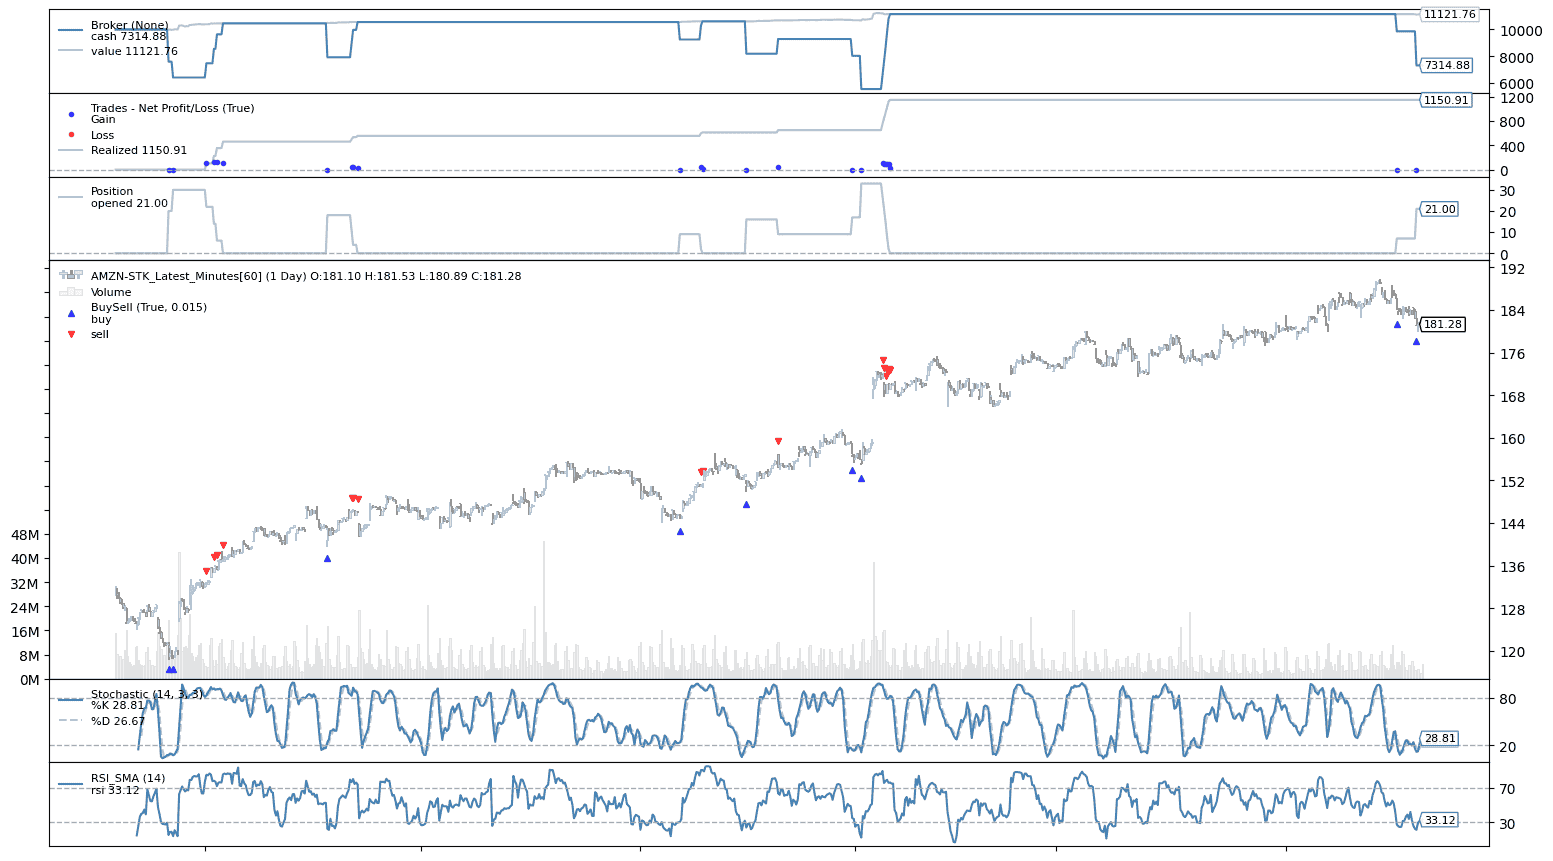 Broker (None)
cash 7314.88
value 11121.76
11121.76
10000
8000
7314.88
6000
Trades - Net Profit/Loss (True)
Gain
Loss
Realized 1150.91
1150.91
1200
800
400
0
Position
opened 21.00
30
21.00
20
10
0
AMZN-STK_Latest_Minutes[60] (1 Day) O:181.10 H:181.53 L:180.89 C:181.28
Volume
BuySell (True, 0.015)
buy
sell
192
184
181.28
176
168
160
152
144
136
128
120
48M
40M
32M
24M
16M
8M
0M
Stochastic (14, 3, 3)
%K 28.81
%D 26.67
80
28.81
20
RSI_SMA (14)
rsi 33.12
70
33.12
30